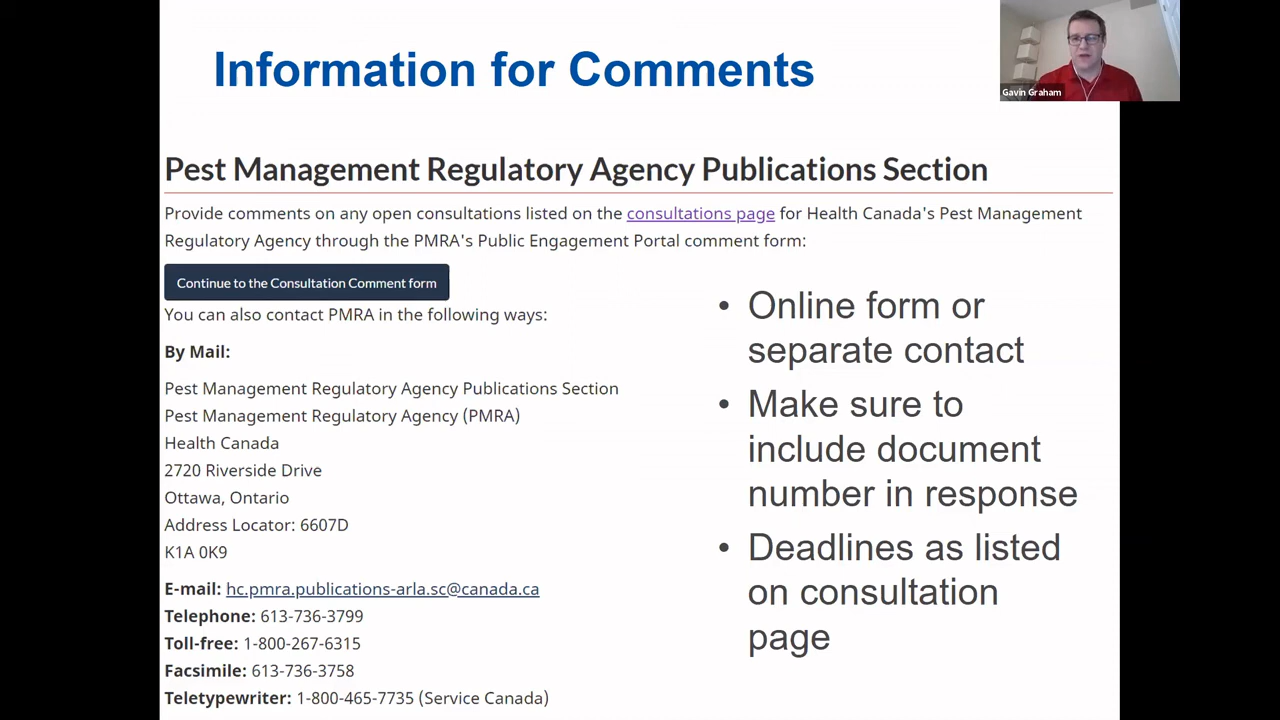 Information for Comments
Gavin Graham
Pest Management Regulatory Agency Publications Section
Provide comments on any open consultations listed on the consultations page for Health Canada's Pest Management
Regulatory Agency through the PMRA's Public Engagement Portal comment form:
Continue to the Consultation Comment form
You can also contact PMRA in the following ways:
By Mail:
Pest Management Regulatory Agency Publications Section
Pest Management Regulatory Agency (PMRA)
Health Canada
2720 Riverside Drive
Ottawa, Ontario
Address Locator: 6607D
K1A 0K9
E-mail: hc.pmra.publications-arla.sc@canada.ca
Telephone: 613-736-3799
Toll-free: 1-800-267-6315
Facsimile: 613-736-3758
Teletypewriter: 1-800-465-7735 (Service Canada)
• Online form or
separate contact
• Make sure to
include document
number in response
• Deadlines as listed
on consultation
page